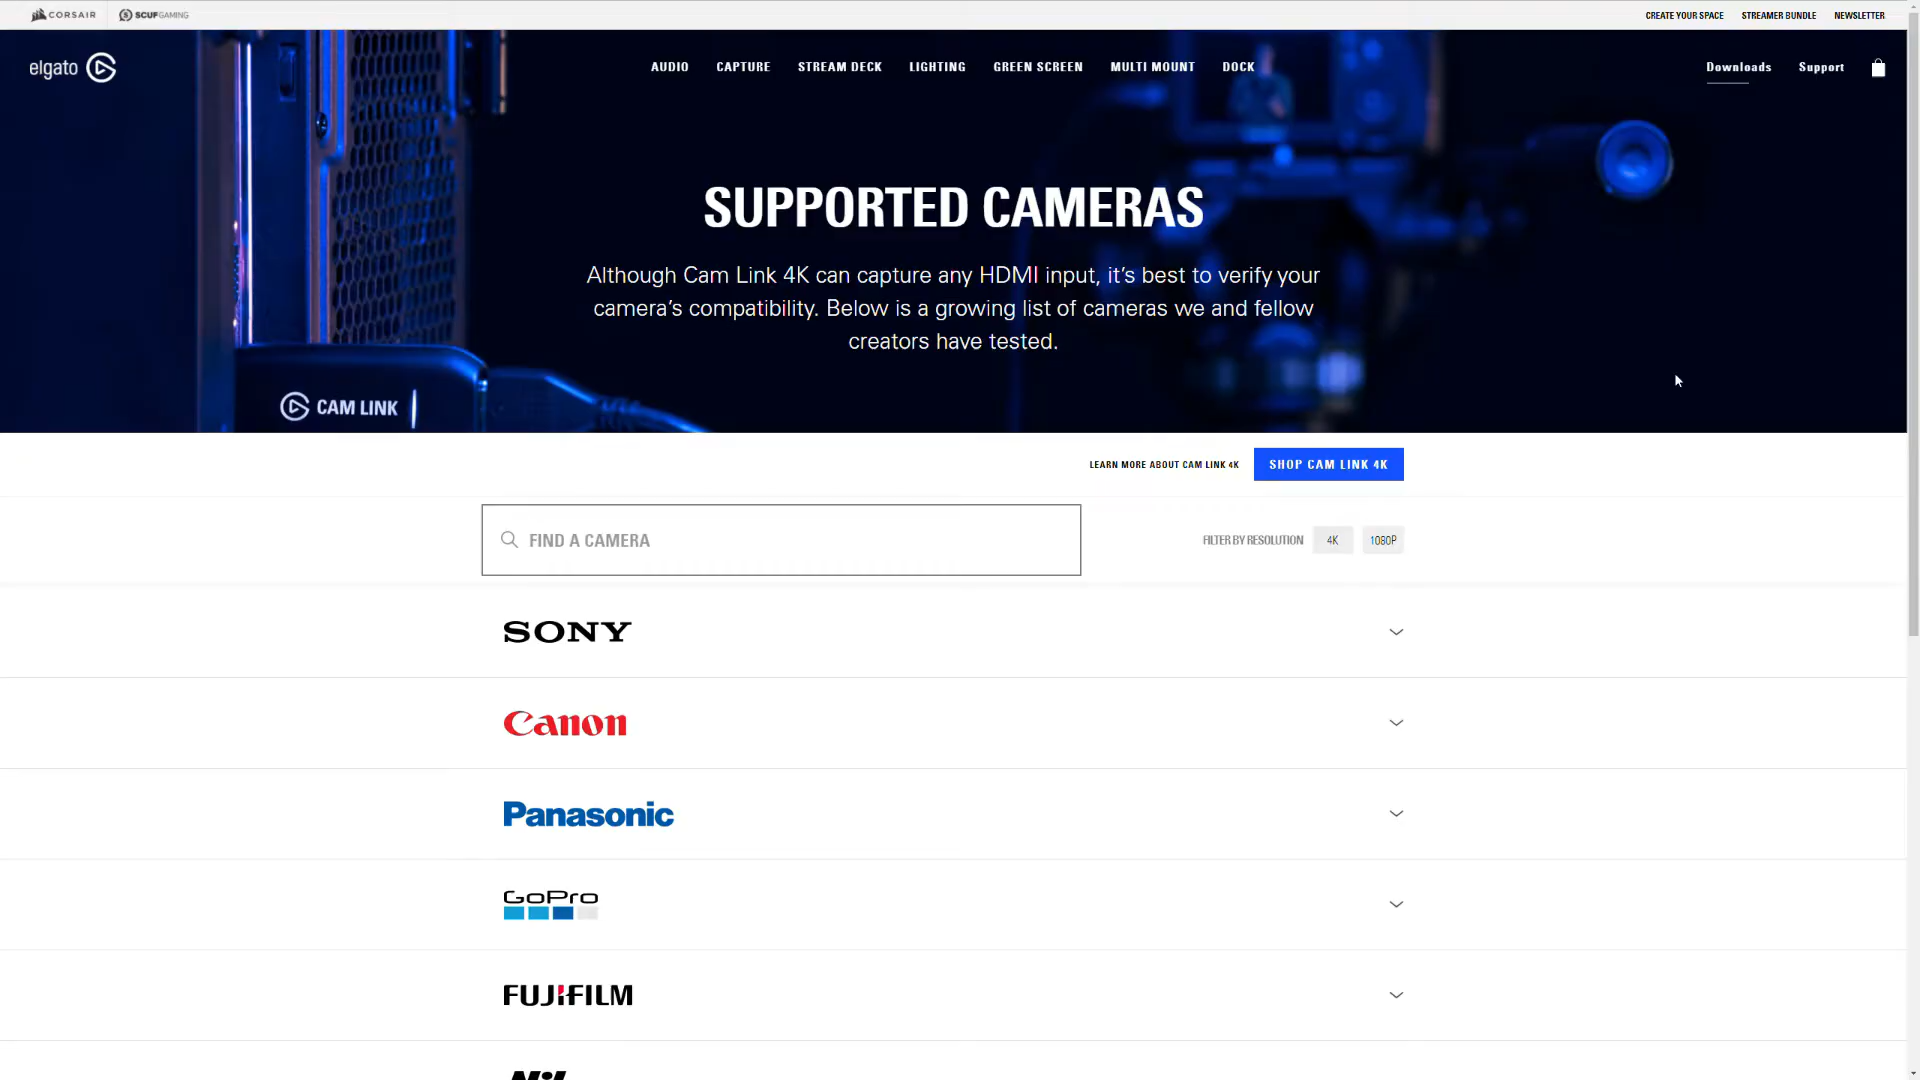 CORSAIR
SCUFGAMING
CREATE YOUR SPACE
STREAMER BUNDLE
NEWSLETTER
elgato
AUDIO
CAPTURE
STREAM DECK
LIGHTING
GREEN SCREEN
MULTI MOUNT
DOCK
Downloads
Support
SUPPORTED CAMERAS
Although Cam Link 4K can capture any HDMI input, it's best to verify your
camera's compatibility. Below is a growing list of cameras we and fellow
creators have tested.
CAM LINK
LEARN MORE ABOUT CAM LINK 4K
SHOP CAM LINK 4K
FIND A CAMERA
FILTER BY RESOLUTION
4K
1080P
SONY
Canon
Panasonic
GoPro
FUJIFILM